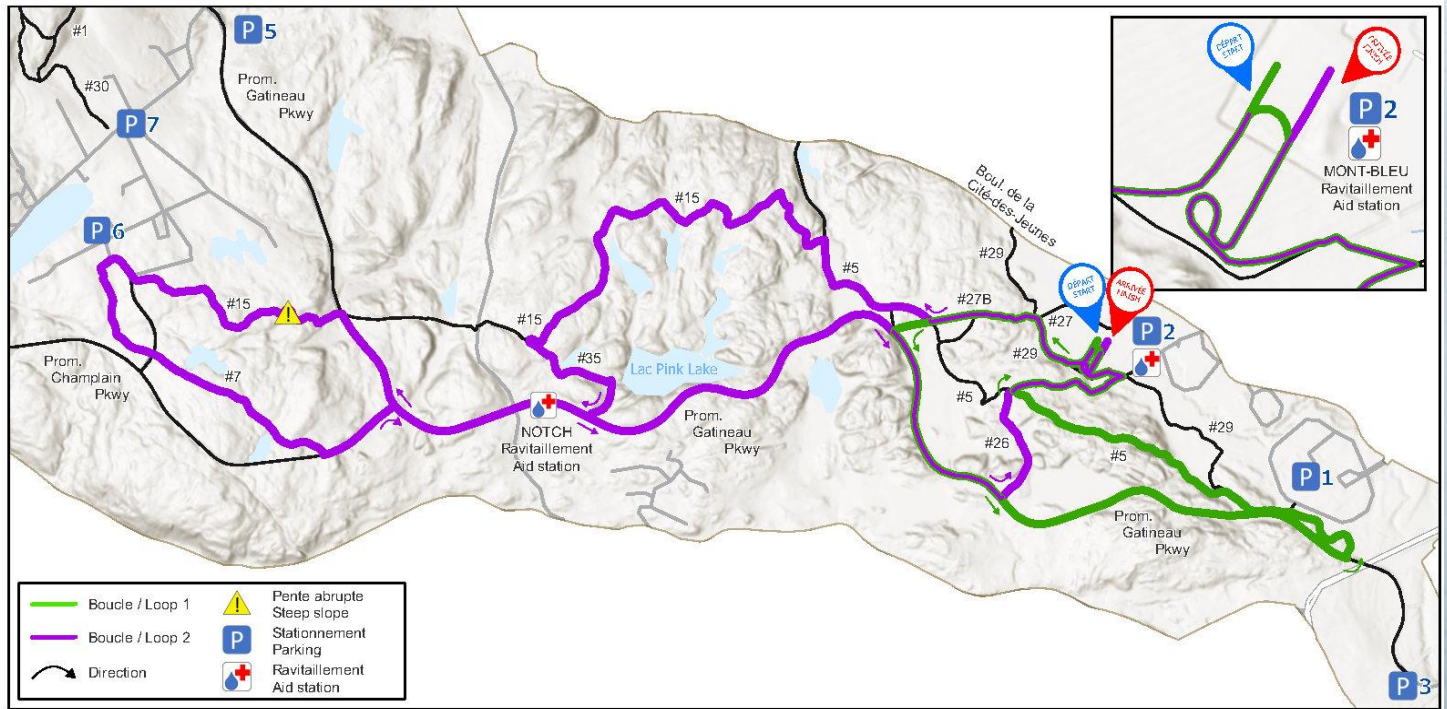 #1
P 5
#30
Prom.
Gatineau
Pkwy
P 7
P 6
#15
!
Prom.
Champlain
Pkwy
#7
#15
#15
#35
Lac Pink Lake
NOTCH
Ravitaillement
Aid station
Prom.
Gatineau
Pkwy
#5
Boul. de la
Cité-des-Jeunes
#29
#27B
#27
#29
DÉPART
START
ARRIVÉE
FINISH
P 2
#5
#26
#5
#29
P 1
Prom.
Gatineau
Pkwy
P 3
DÉPART
START
ARRIVÉE
FINISH
P 2
MONT-BLEU
Ravitaillement
Aid station
Boucle / Loop 1
Boucle / Loop 2
Direction
!
Pente abrupte
Steep slope
P
Stationnement
Parking
Ravitaillement
Aid station